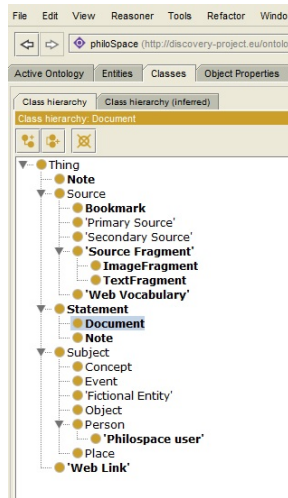 File Edit View Reasoner Tools Refactor Windo
philoSpace (http://discovery-project.eu/ontolo
Active Ontology Entities Classes Object Properties
Class hierarchy Class hierarchy (inferred)
Class hierarchy: Document
Thing
Note
Source
Bookmark
'Primary Source'
'Secondary Source'
'Source Fragment'
ImageFragment
TextFragment
'Web Vocabulary'
Statement
Document
Note
Subject
Concept
Event
'Fictional Entity'
Object
Person
'Philospace user'
Place
'Web Link'